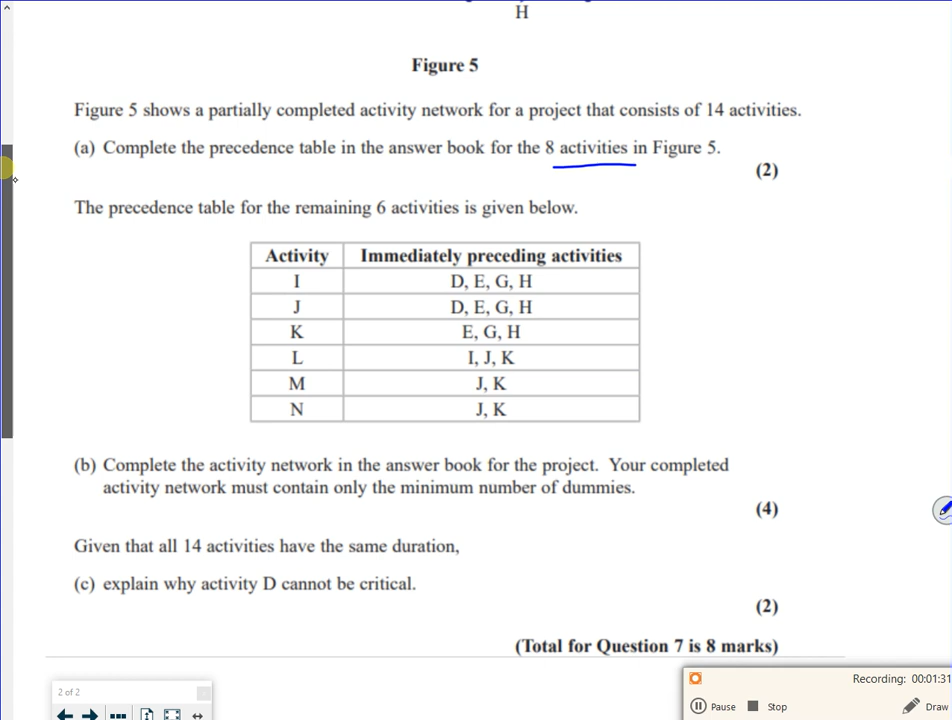 H
Figure 5
Figure 5 shows a partially completed activity network for a project that consists of 14 activities.
(a) Complete the precedence table in the answer book for the 8 activities in Figure 5.
(2)
The precedence table for the remaining 6 activities is given below.
Activity Immediately preceding activities
I D, E, G, H
J D, E, G, H
K E, G, H
L I, J, K
M J, K
N J, K
(b) Complete the activity network in the answer book for the project. Your completed
activity network must contain only the minimum number of dummies.
(4)
Given that all 14 activities have the same duration,
(c) explain why activity D cannot be critical.
(2)
(Total for Question 7 is 8 marks)
2 of 2
Recording: 00:01:31
Pause Stop Draw